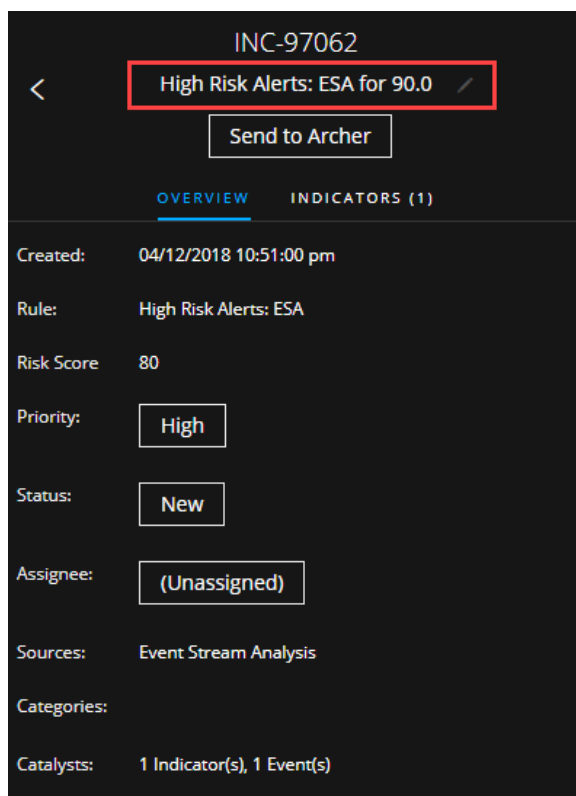 INC-97062
High Risk Alerts: ESA for 90.0
Send to Archer
OVERVIEW INDICATORS (1)
Created: 04/12/2018 10:51:00 pm
Rule: High Risk Alerts: ESA
Risk Score 80
Priority: High
Status: New
Assignee: (Unassigned)
Sources: Event Stream Analysis
Categories:
Catalysts: 1 Indicator(s), 1 Event(s)